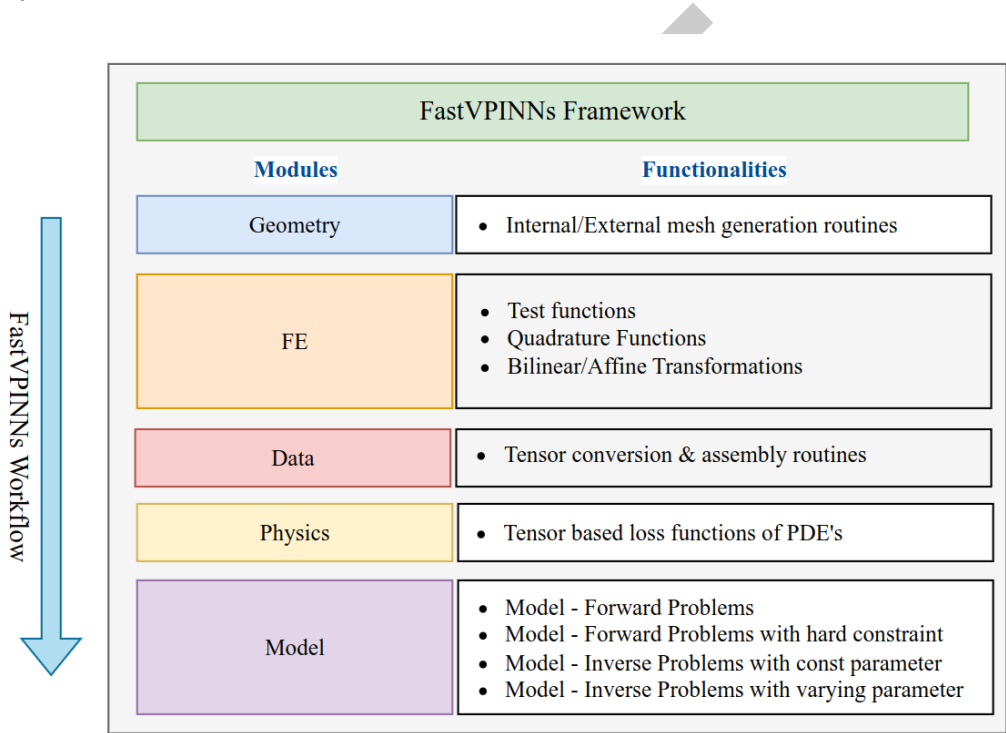 FastVPINNs Framework
Modules
Functionalities
Geometry
• Internal/External mesh generation routines
FE
• Test functions
• Quadrature Functions
• Bilinear/Affine Transformations
Data
• Tensor conversion & assembly routines
Physics
• Tensor based loss functions of PDE's
Model
• Model - Forward Problems
• Model - Forward Problems with hard constraint
• Model - Inverse Problems with const parameter
• Model - Inverse Problems with varying parameter
FastVPINNs Workflow